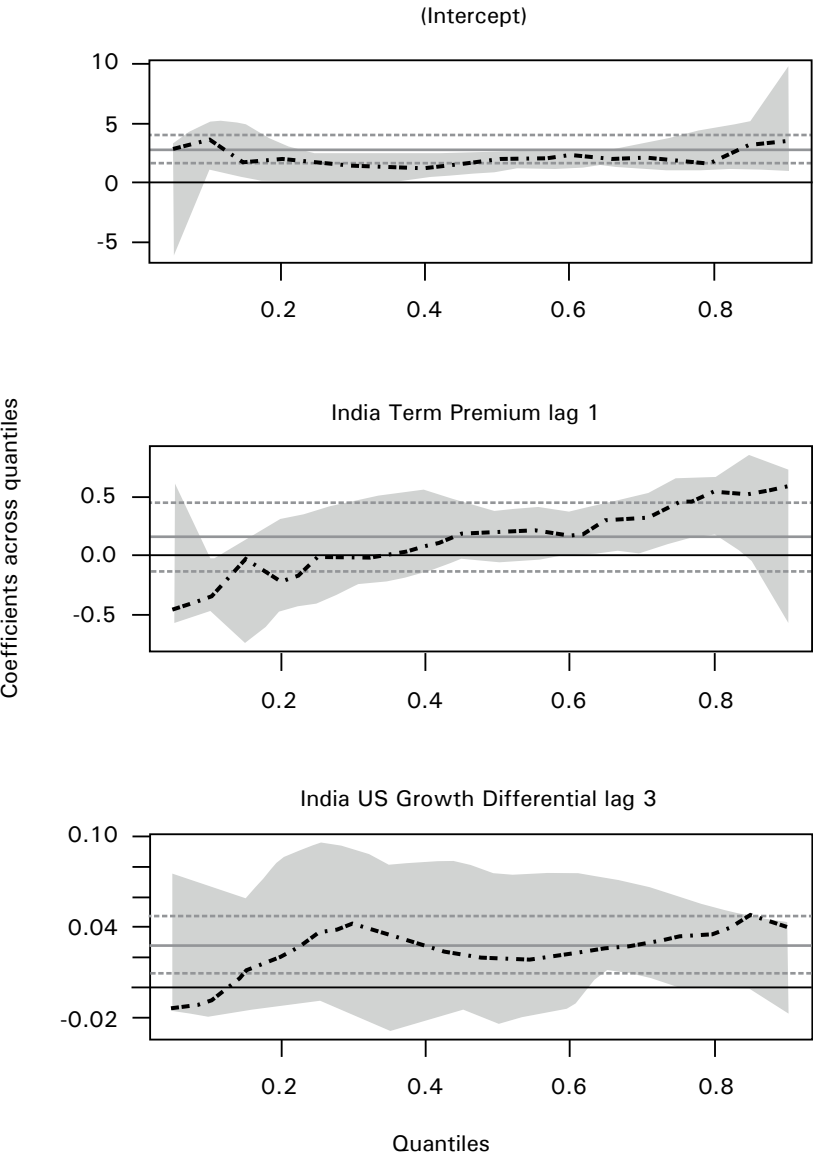 (Intercept)
10
5
0
-5
0.2 0.4 0.6 0.8
Coefficients across quantiles
India Term Premium lag 1
0.5
0.0
-0.5
0.2 0.4 0.6 0.8
India US Growth Differential lag 3
0.10
0.04
-0.02
0.2 0.4 0.6 0.8
Quantiles